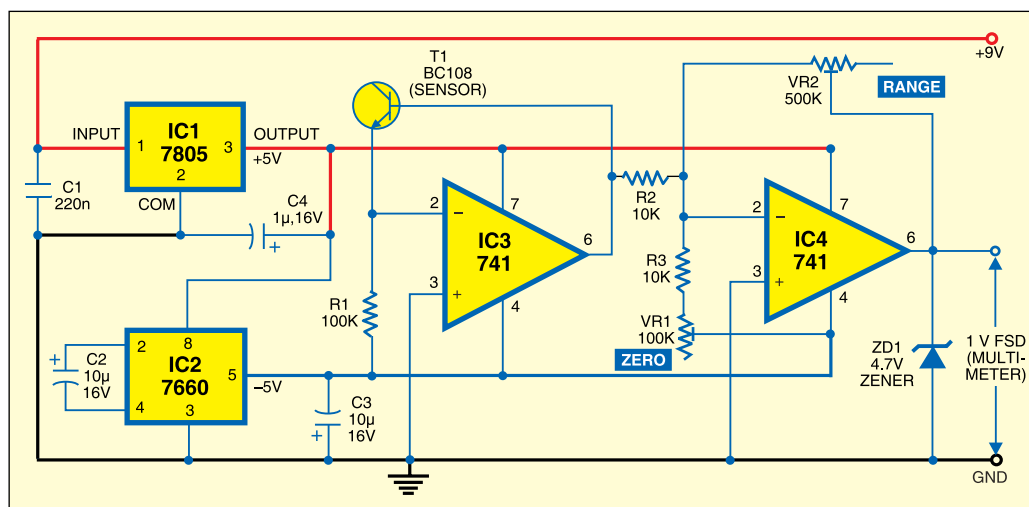 +9V
T1
BC108
(SENSOR)
VR2
500K
RANGE
INPUT
1
IC1
7805
2
3
OUTPUT
+5V
COM
C1
220n
C4
1µ,16V
+
R1
100K
2
−
3
+
7
IC3
741
4
6
R2
10K
R3
10K
VR1
100K
ZERO
2
−
3
+
7
IC4
741
4
6
ZD1
4.7V
ZENER
1 V FSD
(MULTI-
METER)
+
C2
10µ
16V
2
4
8
IC2
7660
3
5
−5V
+
C3
10µ
16V
GND